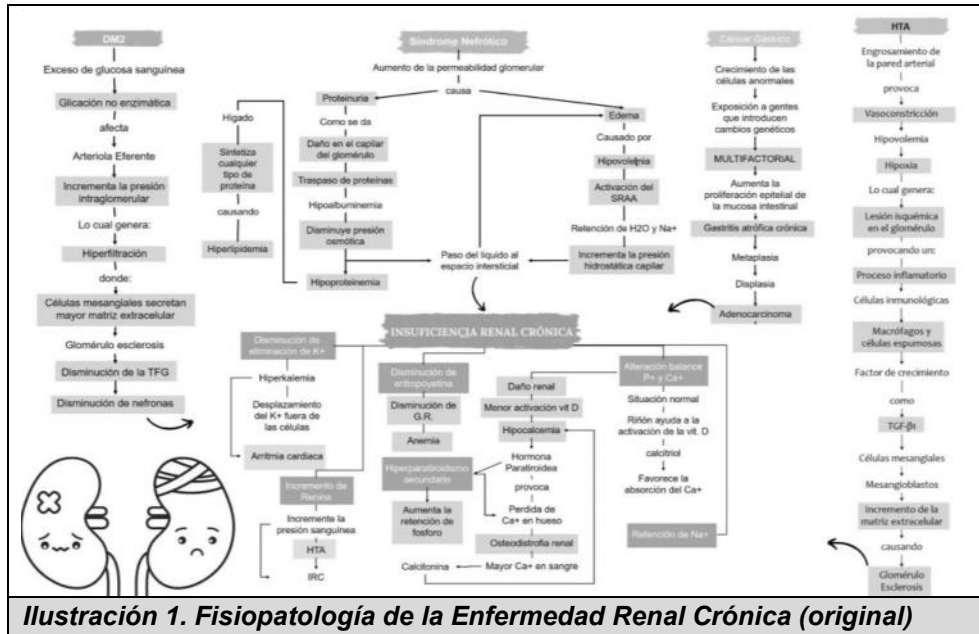 DM2
Exceso de glucosa sanguínea
Glicación no enzimática
afecta
Arteriola Eferente
Incrementa la presión
intraglomerular
Lo cual genera:
Hiperfiltración
donde:
Células mesangiales secretan
mayor matriz extracelular
Glomérulo esclerosis
Disminución de la TFG
Disminución de nefronas
Síndrome Nefrótico
Aumento de la permeabilidad glomerular
causa
Proteinuria
Como se da
Daño en el capilar
del glomérulo
Traspaso de proteínas
Hipoalbuminemia
Disminuye presión
osmótica
Hipoproteinemia
Hígado
Sintetiza
cualquier
tipo de
proteína
causando
Hiperlipidemia
Edema
Causado por
Hipovolemia
Activación del
SRAA
Retención de H2O y Na+
Incrementa la presión
hidrostática capilar
Paso del líquido al
espacio intersticial
Cáncer Gástrico
Crecimiento de las
células anormales
Exposición a gentes
que introducen
cambios genéticos
MULTIFACTORIAL
Aumenta la
proliferación epitelial de
la mucosa intestinal
Gastritis atrófica crónica
Metaplasia
Displasia
Adenocarcinoma
HTA
Engrosamiento de
la pared arterial
provoca
Vasoconstricción
Hipovolemia
Hipoxia
Lo cual genera:
Lesión isquémica
en el glomérulo
provocando un:
Proceso inflamatorio
Células inmunológicas
Macrófagos y
células espumosas
Factor de crecimiento
como
TGF-β1
Células mesangiales
Mesangioblastos
Incremento de la
matriz extracelular
causando
Glomérulo
Esclerosis
INSUFICIENCIA RENAL CRÓNICA
Disminución de
eliminación de K+
Hiperkalemia
Desplazamiento
del K+ fuera de
las células
Arritmia cardiaca
Incremento de
Renina
Incremente la
presión sanguínea
HTA
IRC
Disminución de
eritropoyetina
Disminución de
G.R.
Anemia
Hiperparatiroidismo
secundario
Aumenta la
retención de
fosforo
Calcitonina
Daño renal
Menor activación vit D
Hipocalcemia
Hormona
Paratiroidea
provoca
Perdida de
Ca+ en hueso
Osteodistrofia renal
Mayor Ca+ en sangre
Alteración balance
P+ y Ca+
Situación normal
Riñón ayuda a la
activación de la vit. D
calcitriol
Favorece la
absorción del Ca+
Retención de Na+
Ilustración 1. Fisiopatología de la Enfermedad Renal Crónica (original)